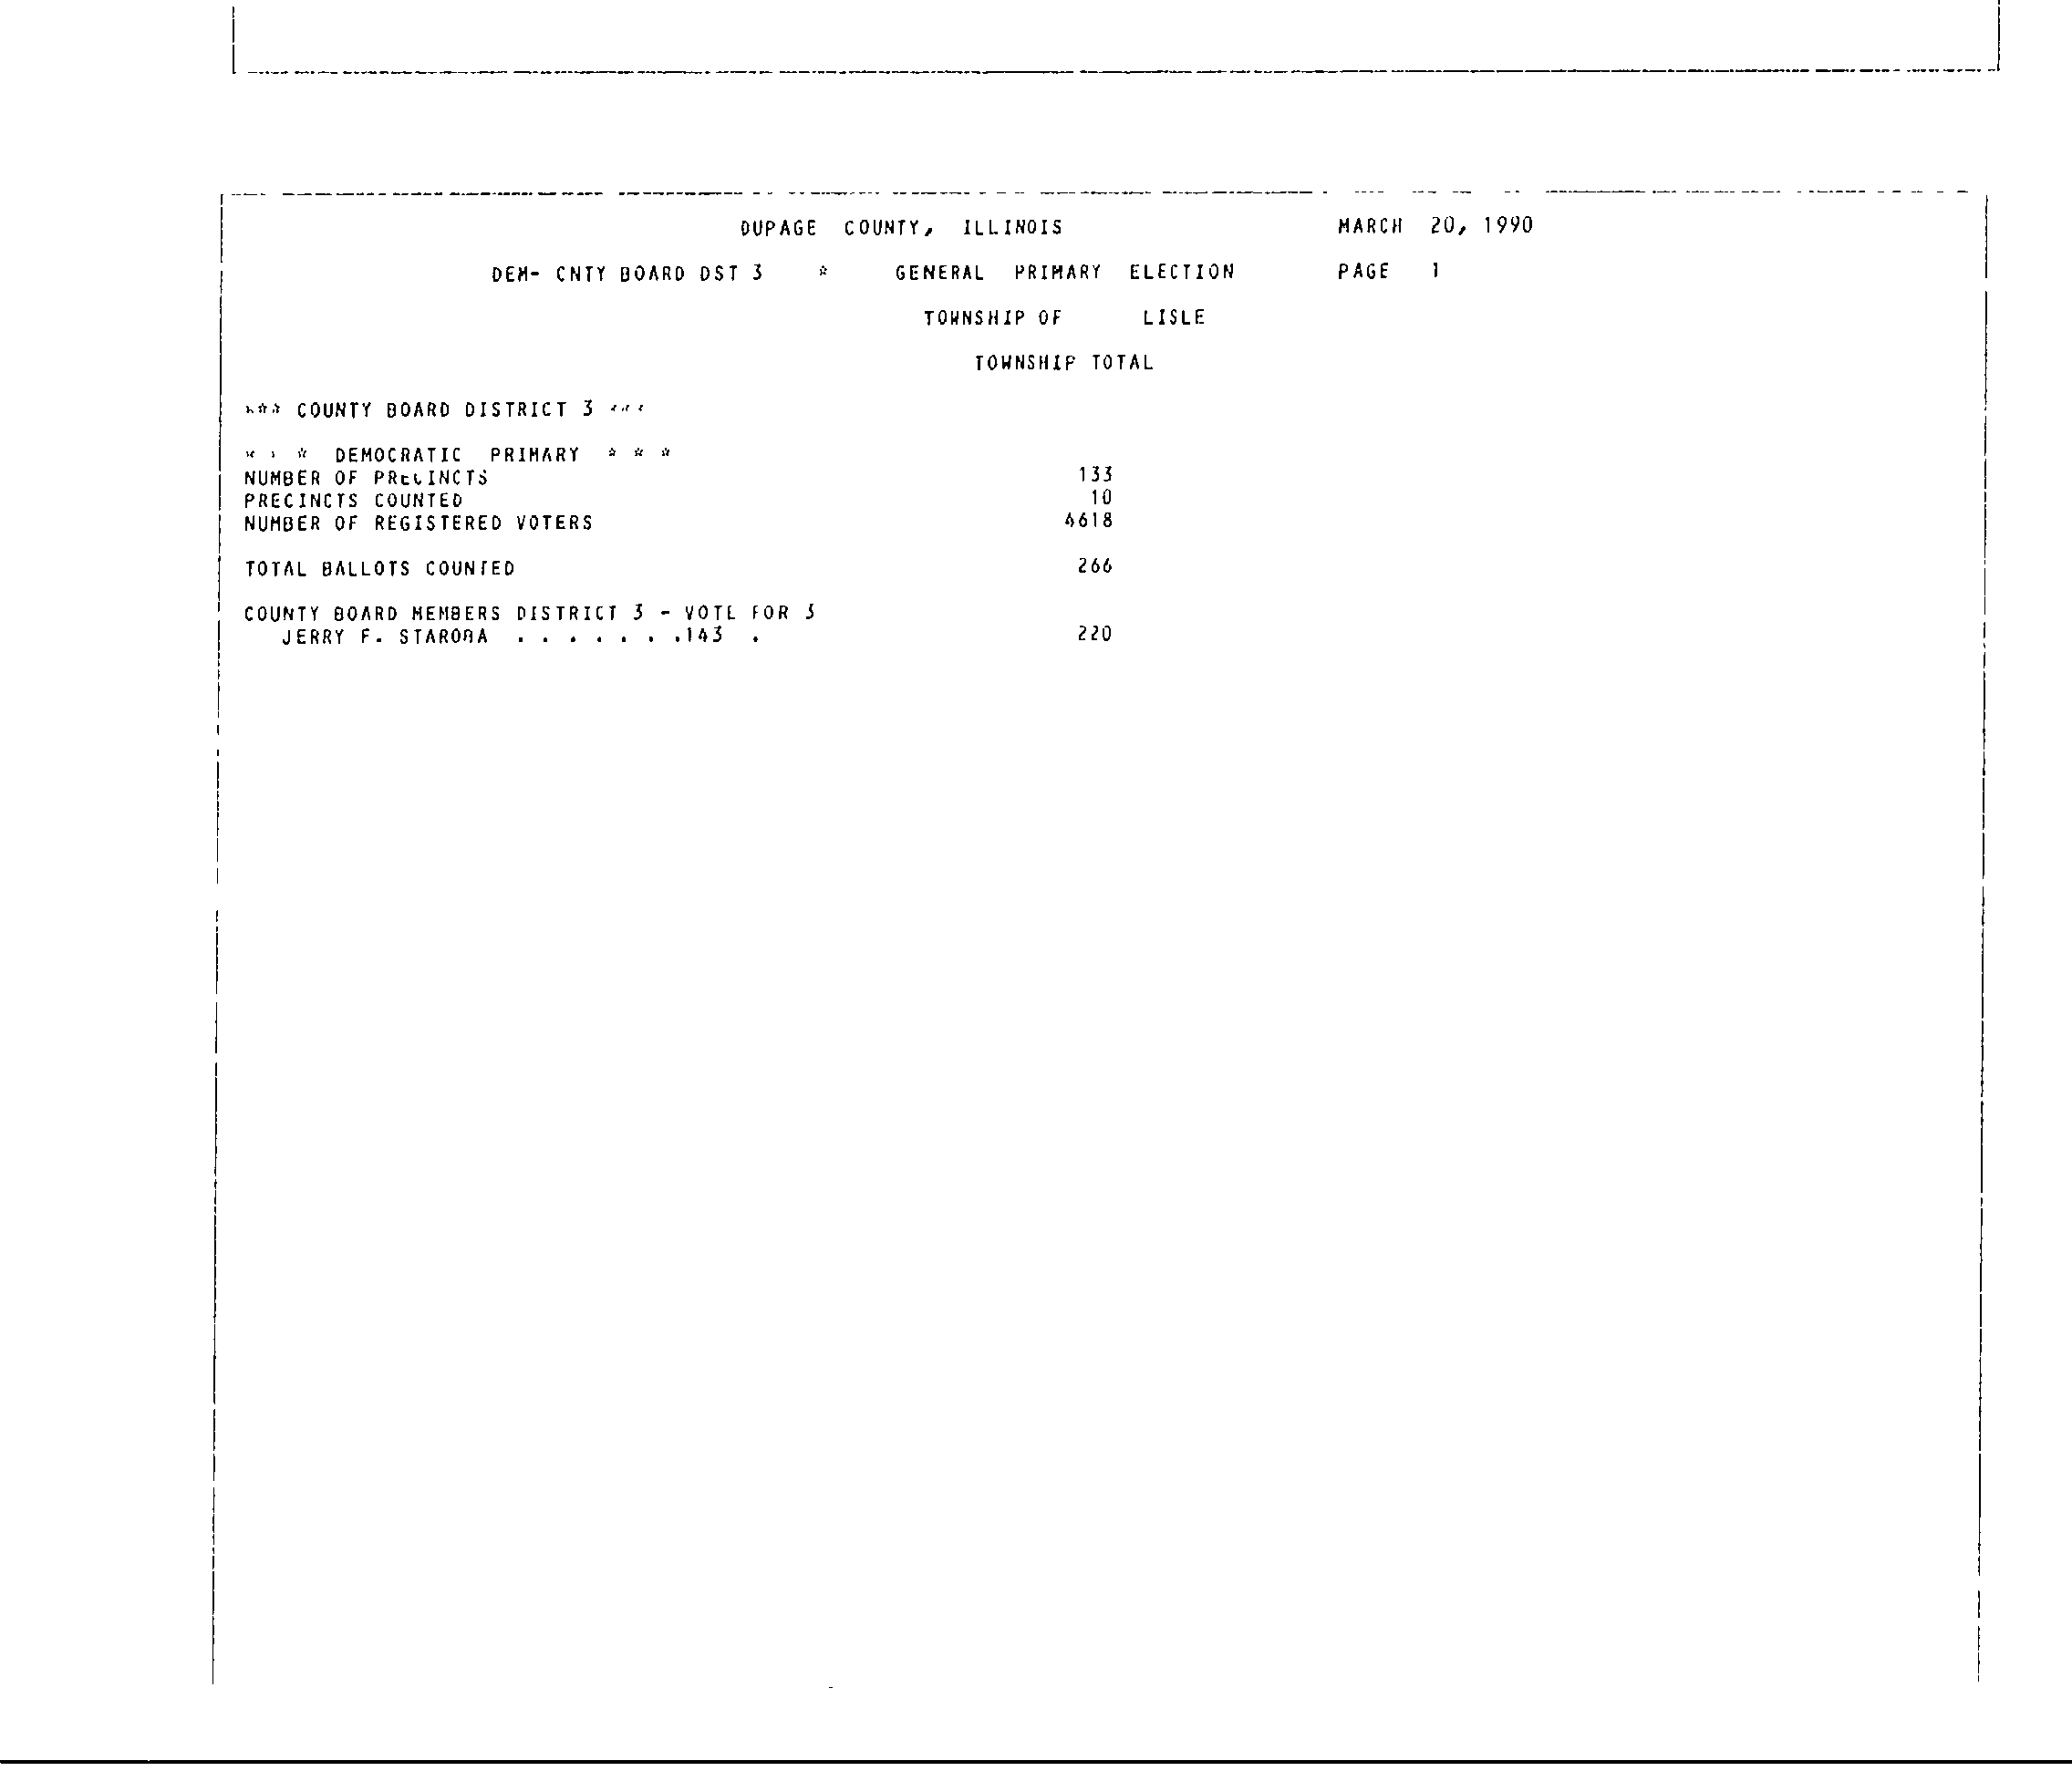 DUPAGE COUNTY, ILLINOIS MARCH 20, 1990
DEM- CNTY BOARD DST 3 * GENERAL PRIMARY ELECTION PAGE 1
TOWNSHIP OF LISLE
TOWNSHIP TOTAL
*** COUNTY BOARD DISTRICT 3 ***
* * * DEMOCRATIC PRIMARY * * *
NUMBER OF PRECINCTS 133
PRECINCTS COUNTED 10
NUMBER OF REGISTERED VOTERS 4618
TOTAL BALLOTS COUNTED 266
COUNTY BOARD MEMBERS DISTRICT 3 - VOTE FOR 3
JERRY F. STAROBA . . . . . . .143 . 220